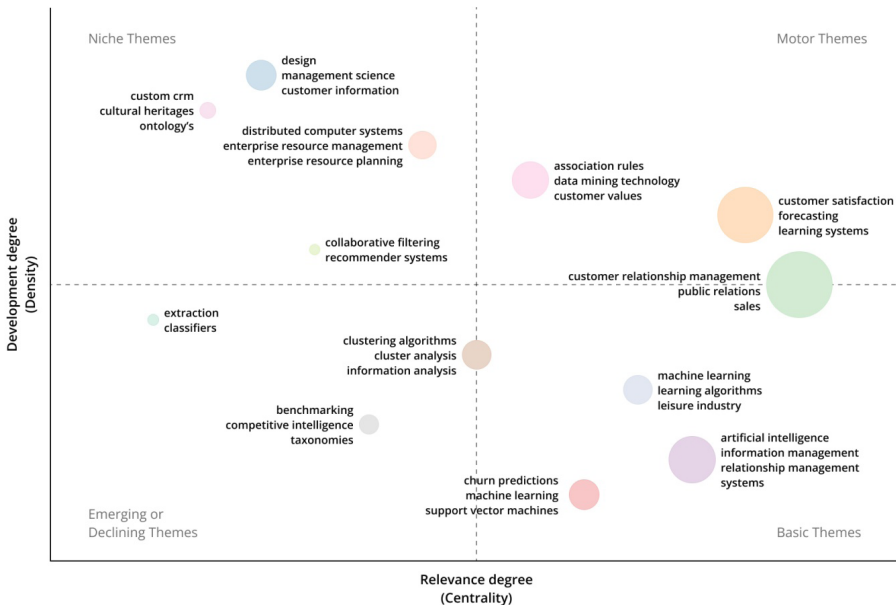 Niche Themes
Motor Themes
design
management science
customer information
custom crm
cultural heritages
ontology's
distributed computer systems
enterprise resource management
enterprise resource planning
association rules
data mining technology
customer values
customer satisfaction
forecasting
learning systems
collaborative filtering
recommender systems
customer relationship management
public relations
sales
extraction
classifiers
clustering algorithms
cluster analysis
information analysis
machine learning
learning algorithms
leisure industry
benchmarking
competitive intelligence
taxonomies
artificial intelligence
information management
relationship management
systems
churn predictions
machine learning
support vector machines
Emerging or
Declining Themes
Basic Themes
Development degree
(Density)
Relevance degree
(Centrality)